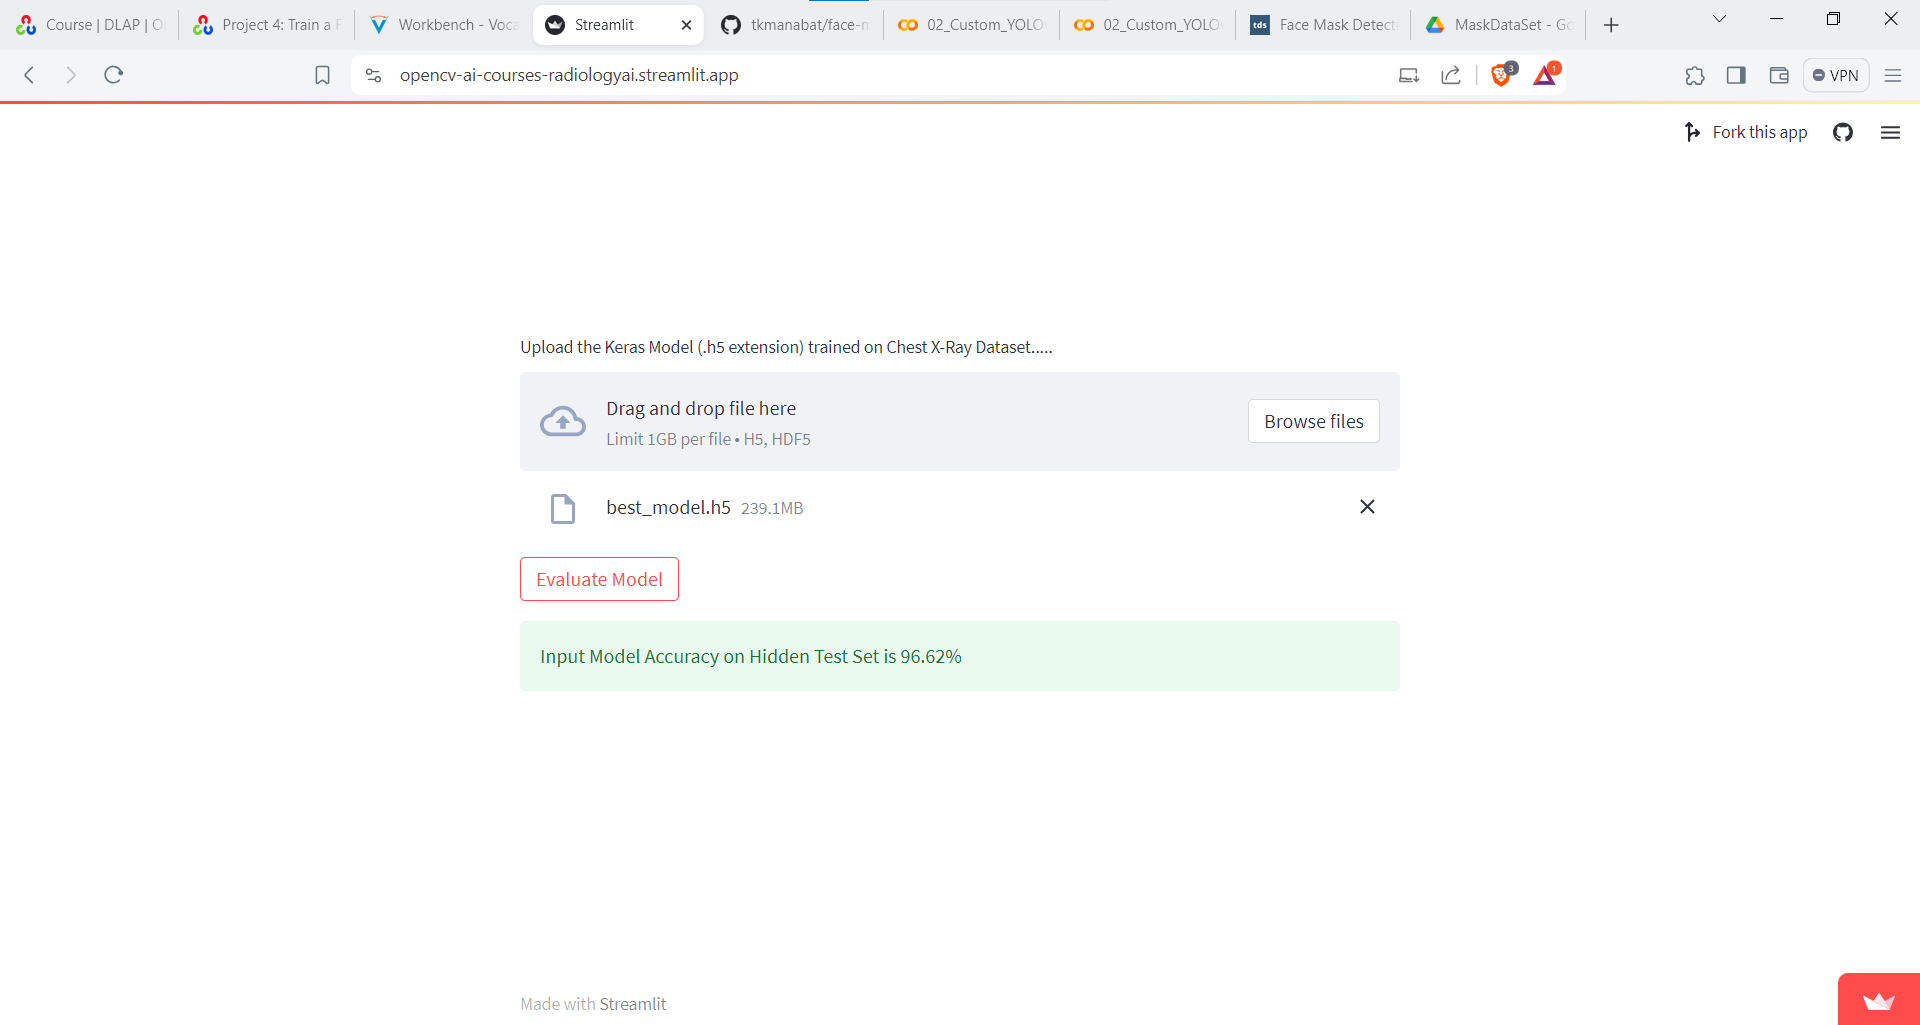 Course | DLAP | O
Project 4: Train a F
Workbench - Voca
Streamlit
tkmanabat/face-m
02_Custom_YOLO
02_Custom_YOLO
tds
Face Mask Detect
MaskDataSet - Go
opencv-ai-courses-radiologyai.streamlit.app
3
1
VPN
Fork this app
Upload the Keras Model (.h5 extension) trained on Chest X-Ray Dataset.....
Drag and drop file here
Limit 1GB per file • H5, HDF5
Browse files
best_model.h5 239.1MB
Evaluate Model
Input Model Accuracy on Hidden Test Set is 96.62%
Made with Streamlit